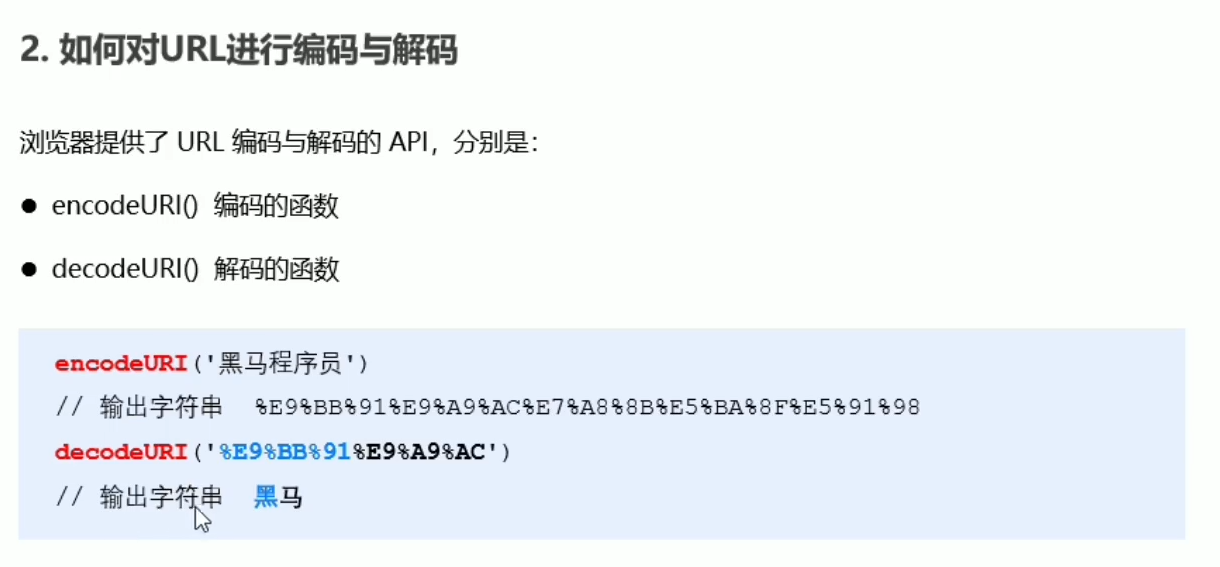 2. 如何对URL进行编码与解码
浏览器提供了 URL 编码与解码的 API，分别是：
● encodeURI() 编码的函数
● decodeURI() 解码的函数
encodeURI('黑马程序员')
// 输出字符串 %E9%BB%91%E9%A9%AC%E7%A8%8B%E5%BA%8F%E5%91%98
decodeURI('%E9%BB%91%E9%A9%AC')
// 输出字符串 黑马